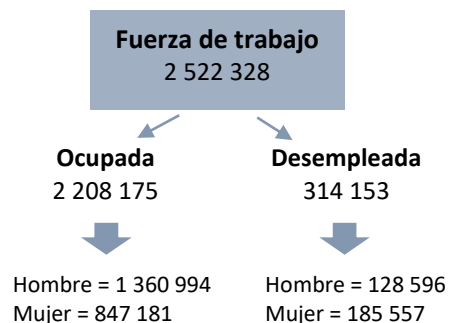 Fuerza de trabajo
2 522 328
Ocupada
2 208 175
Desempleada
314 153
Hombre = 1 360 994
Mujer = 847 181
Hombre = 128 596
Mujer = 185 557